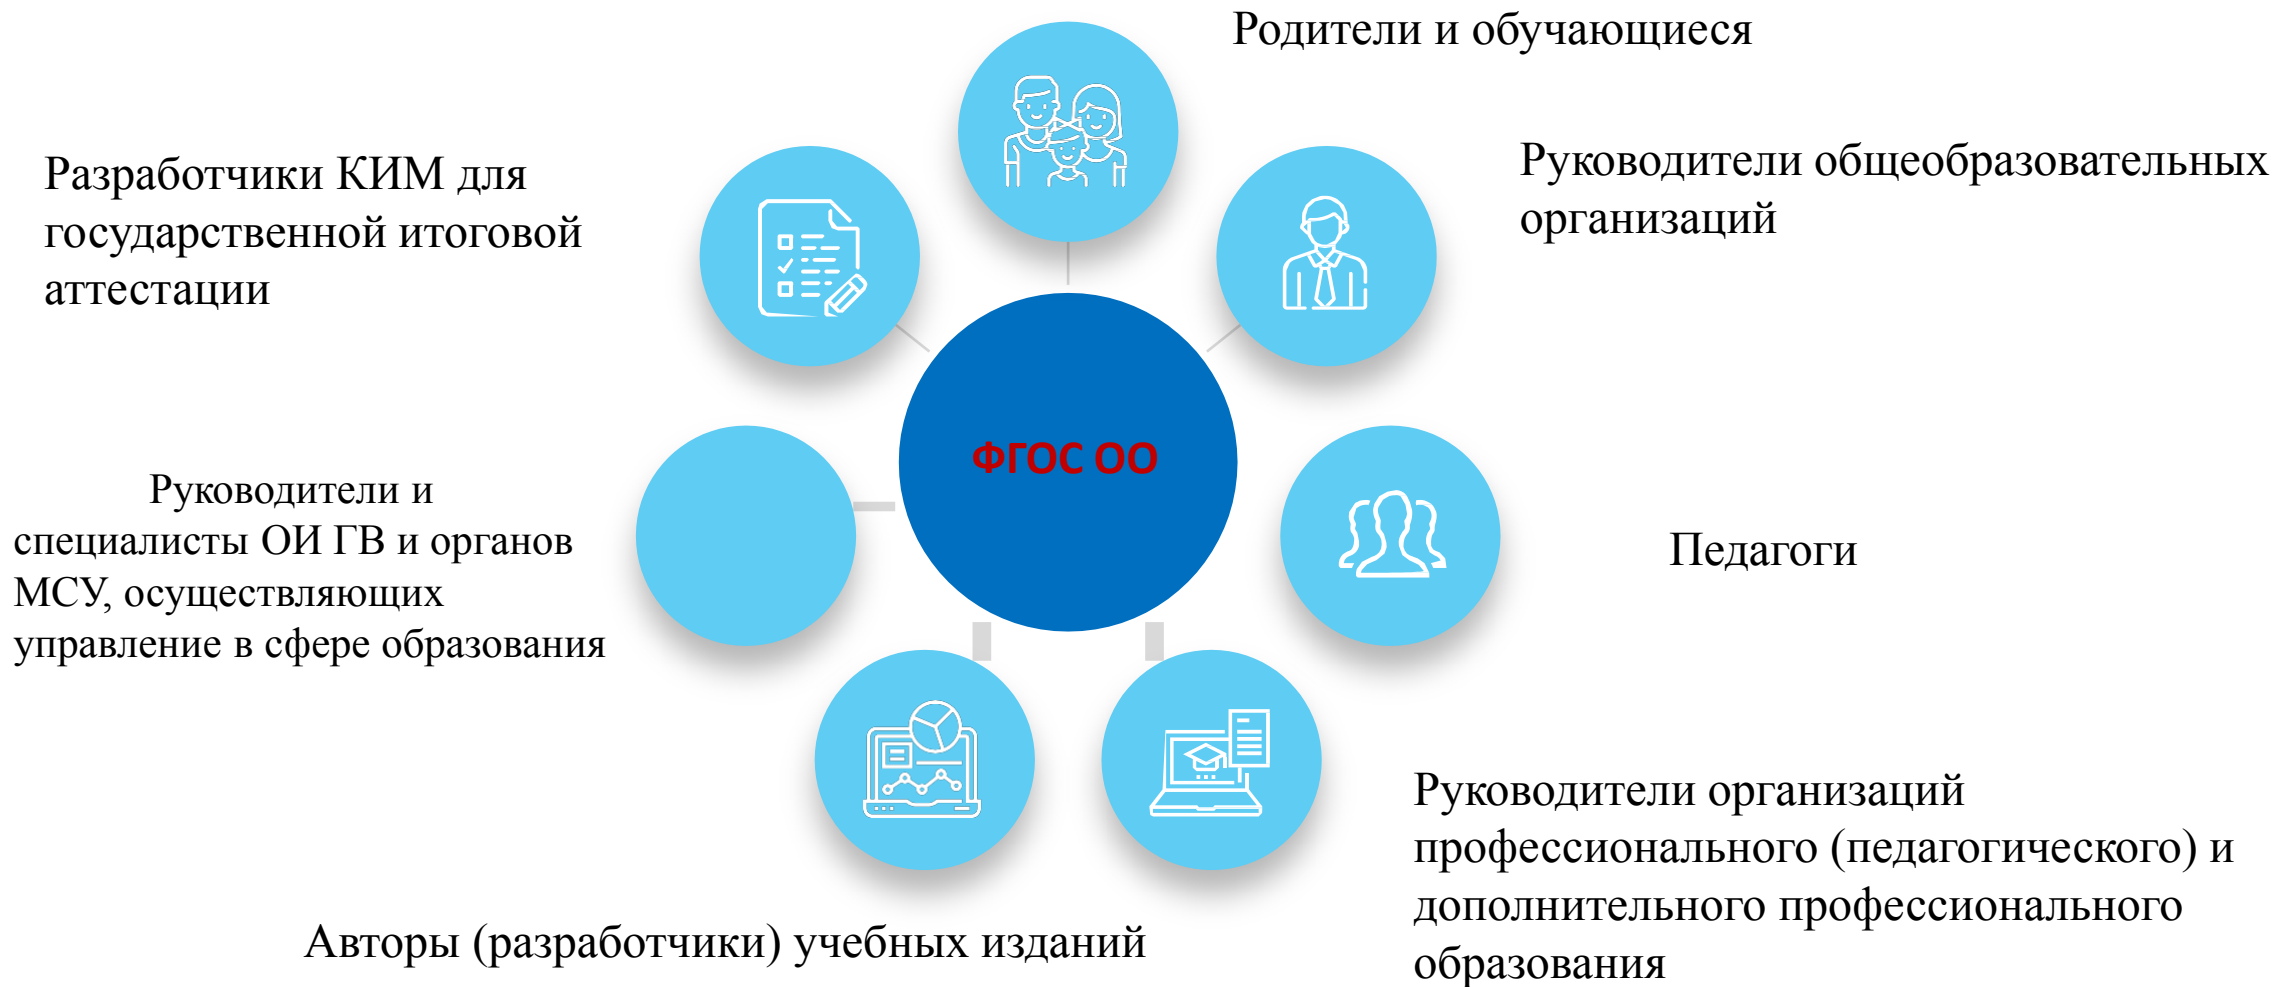 Родители и обучающиеся
Руководители общеобразовательных
организаций
Разработчики КИМ для
государственной итоговой
аттестации
ФГОС ОО
Руководители и
специалисты ОИ ГВ и органов
МСУ, осуществляющих
управление в сфере образования
Педагоги
Руководители организаций
профессионального (педагогического) и
дополнительного профессионального
образования
Авторы (разработчики) учебных изданий